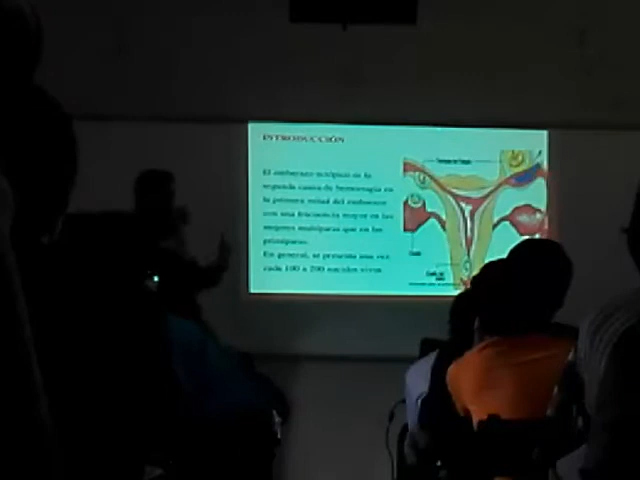 INTRODUCCIÓN
El embarazo ectópico es la
segunda causa de hemorragia en
la primera mitad del embarazo
con una frecuencia mayor en las
mujeres multíparas que en las
primíparas.
En general, se presenta una vez
cada 100 a 200 nacidos vivos